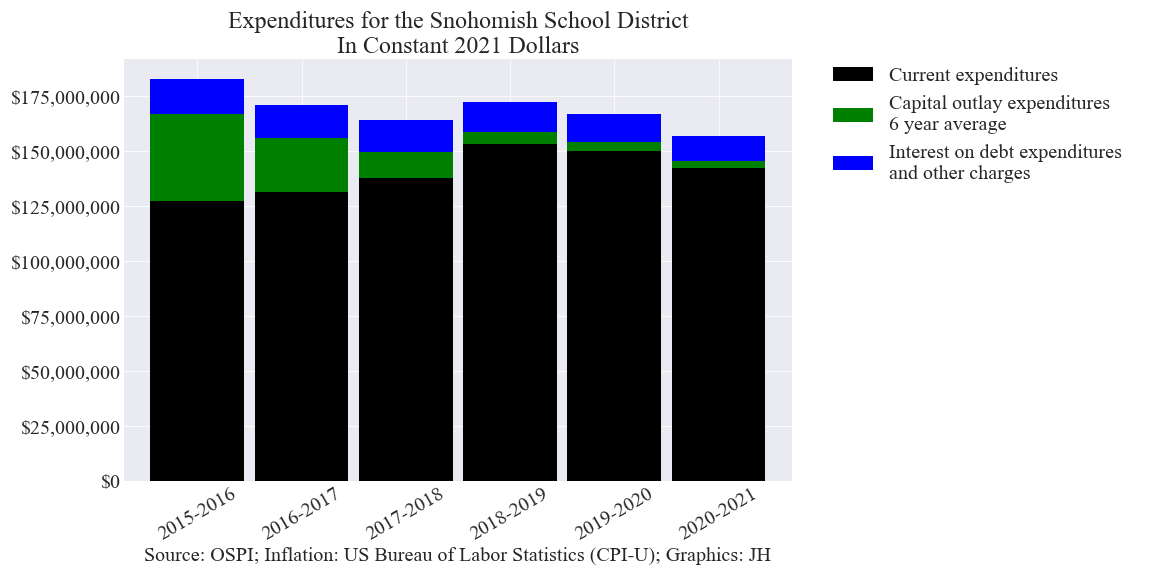 Expenditures for the Snohomish School District
In Constant 2021 Dollars
$175,000,000
$150,000,000
$125,000,000
$100,000,000
$75,000,000
$50,000,000
$25,000,000
$0
2015-2016
2016-2017
2017-2018
2018-2019
2019-2020
2020-2021
Source: OSPI; Inflation: US Bureau of Labor Statistics (CPI-U); Graphics: JH
Current expenditures
Capital outlay expenditures
6 year average
Interest on debt expenditures
and other charges